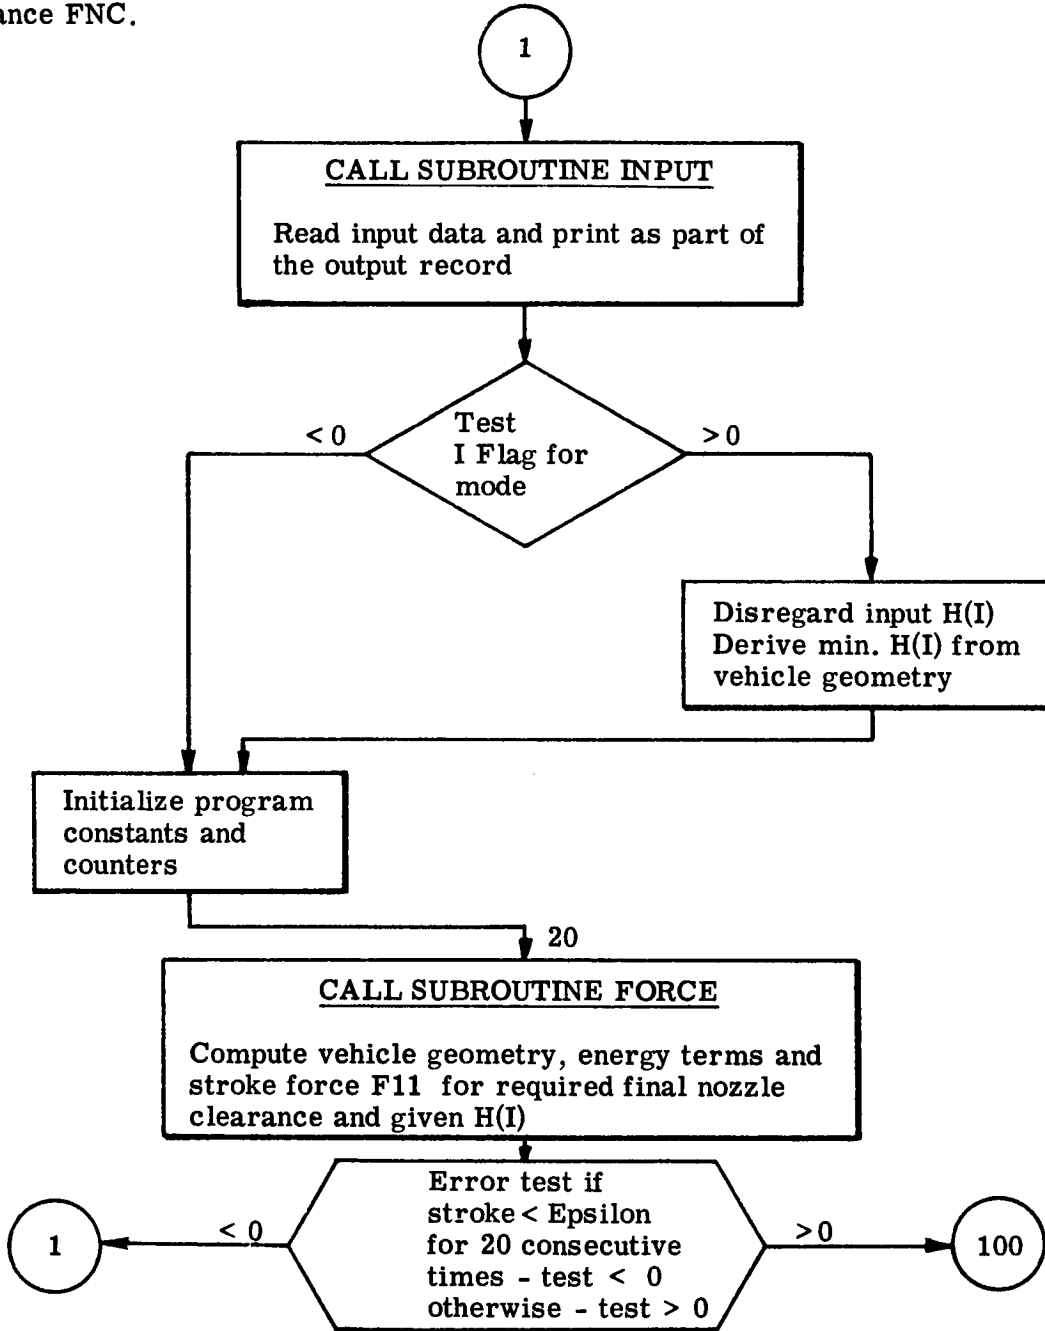 ance FNC.
1
CALL SUBROUTINE INPUT
Read input data and print as part of
the output record
Test
I Flag for
mode
< 0
>0
Disregard input H(I)
Derive min. H(I) from
vehicle geometry
Initialize program
constants and
counters
20
CALL SUBROUTINE FORCE
Compute vehicle geometry, energy terms and
stroke force F11 for required final nozzle
clearance and given H(I)
Error test if
stroke < Epsilon
for 20 consecutive
times - test < 0
otherwise - test > 0
< 0
1
>0
100